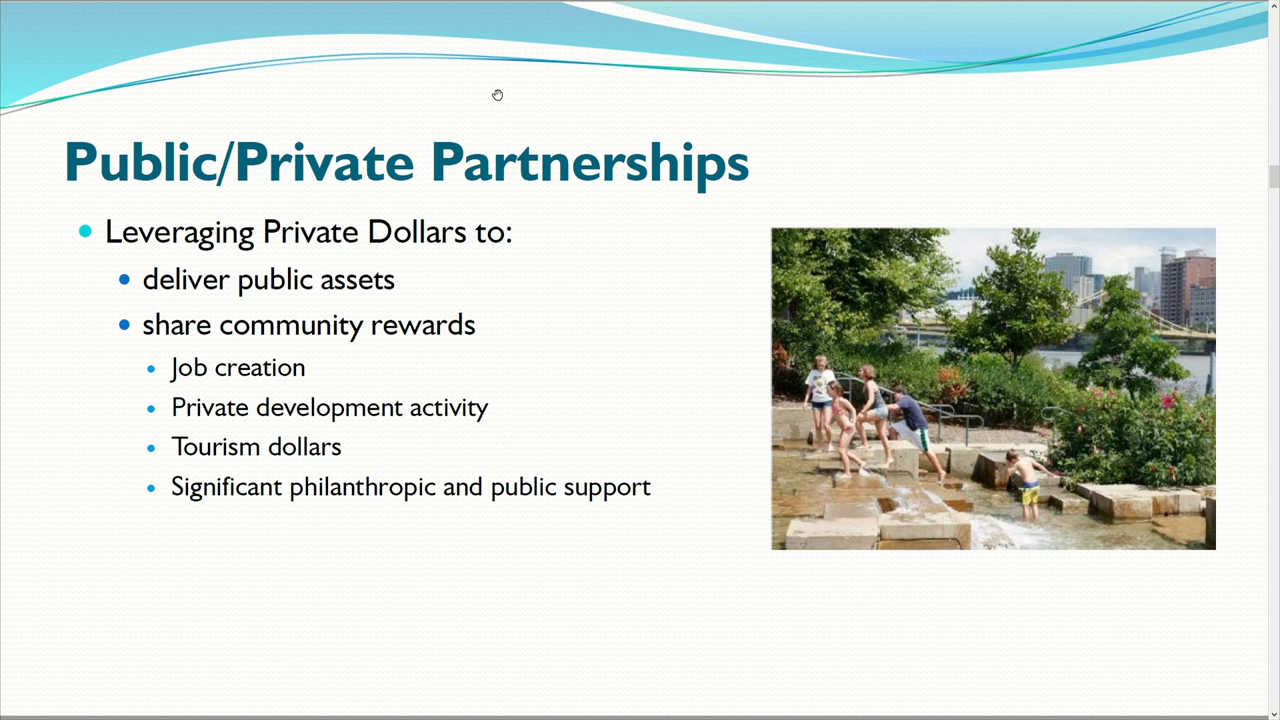 Public/Private Partnerships
Leveraging Private Dollars to:
deliver public assets
share community rewards
Job creation
Private development activity
Tourism dollars
Significant philanthropic and public support